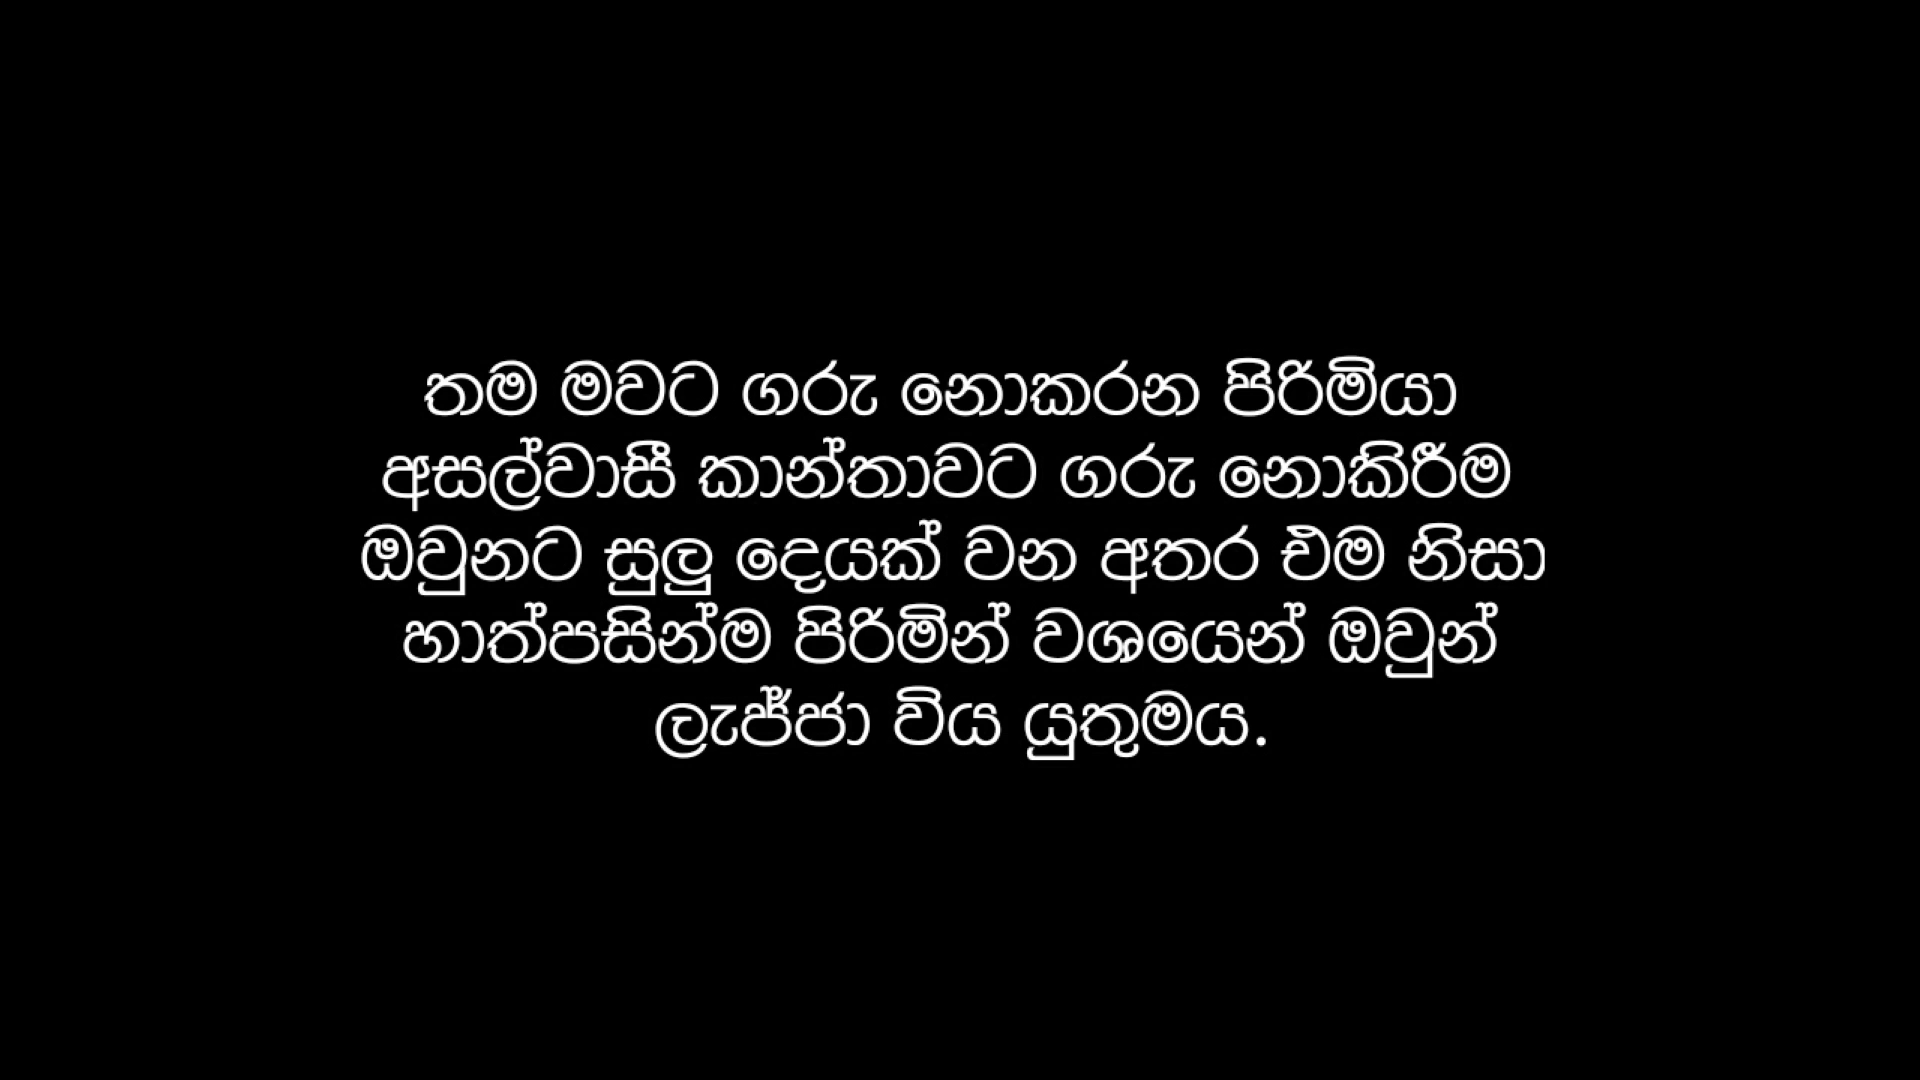 තම මවට ගරු නොකරන පිරිමියා
අසල්වාසී කාන්තාවට ගරු නොකිරීම
ඔවුනට සුලු දෙයක් වන අතර එම නිසා
හාත්පසින්ම පිරිමින් වශයෙන් ඔවුන්
ලැජ්ජා විය යුතුමය.